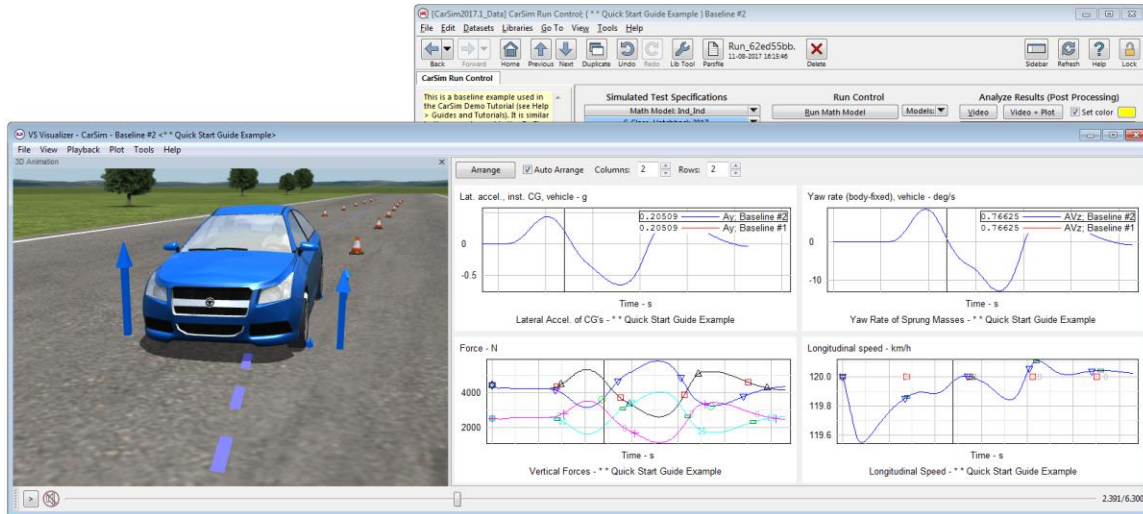 [CarSim2017.1_Data] CarSim Run Control; { * * Quick Start Guide Example } Baseline #2
File Edit Datasets Libraries Go To View Tools Help
Back Forward Home Previous Next Duplicate Undo Redo Lib Tool Parsfile Run_62ed55bb. 11-08-2017 16:15:46 Delete Sidebar Refresh Help Lock
CarSim Run Control
This is a baseline example used in
the CarSim Demo Tutorial (see Help
> Guides and Tutorials). It is similar
Simulated Test Specifications
Math Model: Ind_Ind
Run Control
Run Math Model Models:
Analyze Results (Post Processing)
Video Video + Plot Set color
VS Visualizer - CarSim - Baseline #2 <* * Quick Start Guide Example>
File View Playback Plot Tools Help
3D Animation
Arrange Auto Arrange Columns: 2 Rows: 2
Lat. accel., inst. CG, vehicle - g
0.20509 Ay; Baseline #2
0.20509 Ay; Baseline #1
0
-0.5
Time - s
Lateral Accel. of CG's - * * Quick Start Guide Example
Yaw rate (body-fixed), vehicle - deg/s
0.76625 AVz; Baseline #2
0.76625 AVz; Baseline #1
0
-10
Time - s
Yaw Rate of Sprung Masses - * * Quick Start Guide Example
Force - N
4000
2000
Time - s
Vertical Forces - * * Quick Start Guide Example
Longitudinal speed - km/h
120.0
119.8
119.6
Time - s
Longitudinal Speed - * * Quick Start Guide Example
2.391/6.300